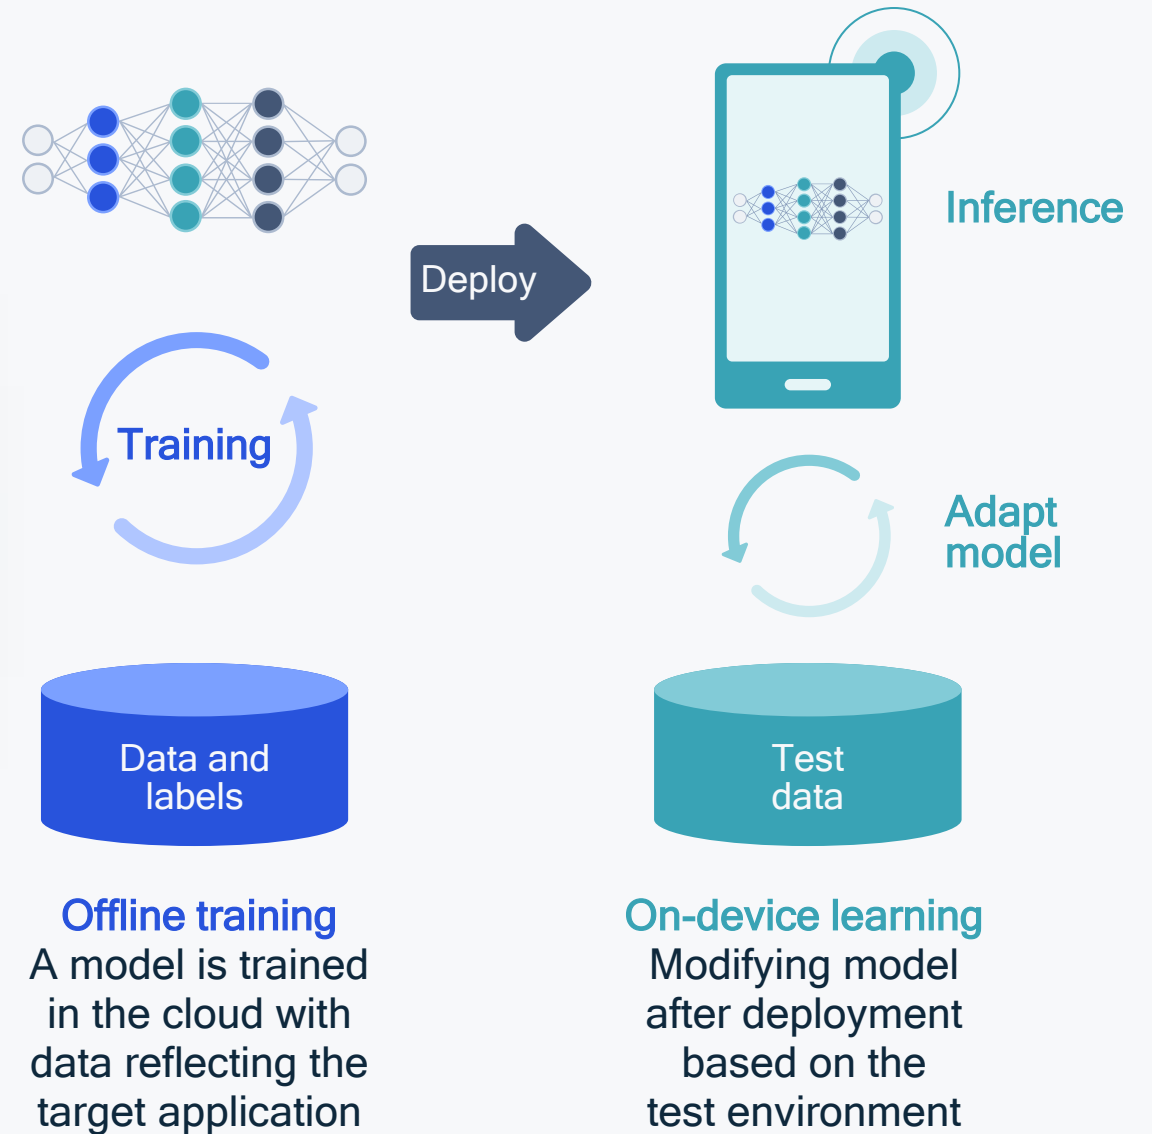 Inference
Deploy
Training
Adapt
model
Data and
labels
Test
data
Offline training
A model is trained
in the cloud with
data reflecting the
target application
On-device learning
Modifying model
after deployment
based on the
test environment